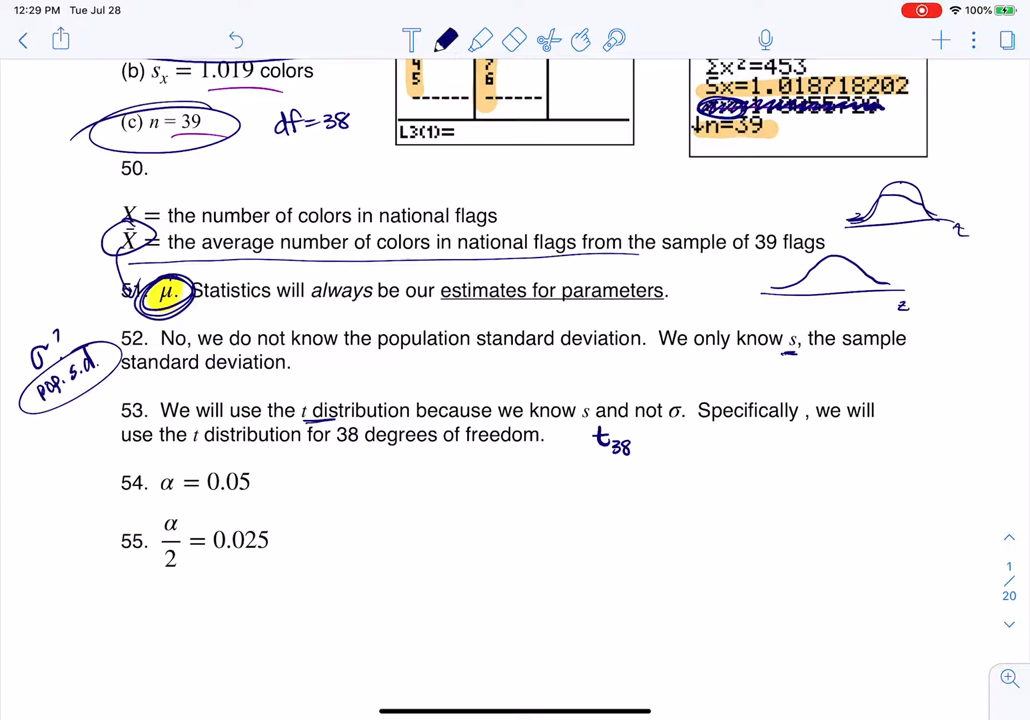 12:29 PM Tue Jul 28
100%
(b) sₓ = 1.019 colors
(c) n = 39
df = 38
4
5
6
L3(1)=
Σx²=453
Sx=1.018718202
↓n=39
50.
X = the number of colors in national flags
X̄ = the average number of colors in national flags from the sample of 39 flags
51. μ. Statistics will always be our estimates for parameters.
z
52. No, we do not know the population standard deviation. We only know s, the sample
standard deviation.
σ?
pop. s.d.
53. We will use the t distribution because we know s and not σ. Specifically , we will
use the t distribution for 38 degrees of freedom.
t₃₈
54. α = 0.05
55. α/2 = 0.025
1
/
20